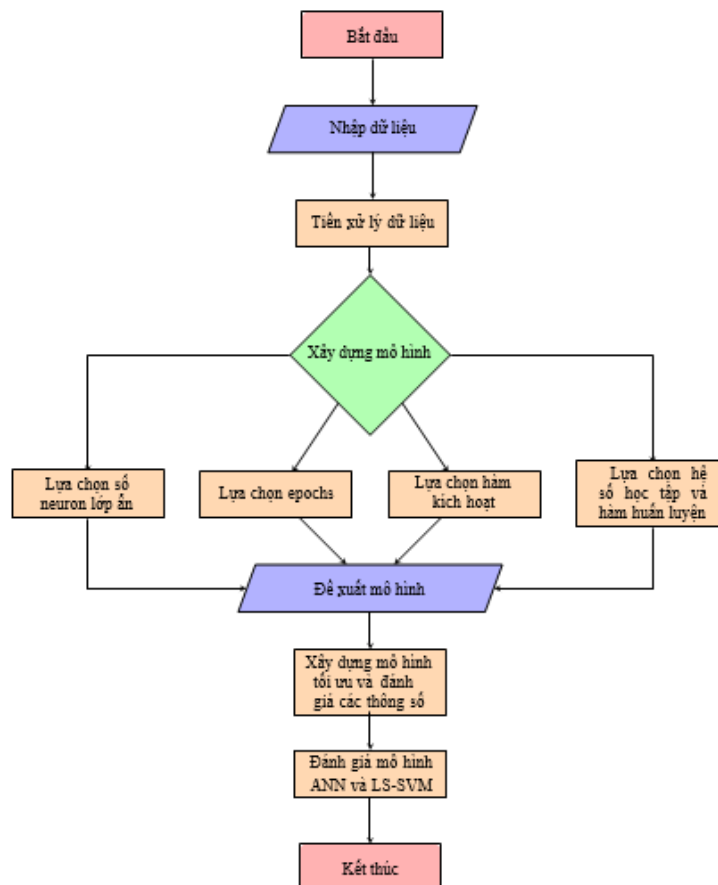 Bắt đầu
Nhập dữ liệu
Tiền xử lý dữ liệu
Xây dựng mô hình
Lựa chọn số
neuron lớp ẩn
Lựa chọn epochs
Lựa chọn hàm
kích hoạt
Lựa chọn hệ
số học tập và
hàm huấn luyện
Đề xuất mô hình
Xây dựng mô hình
tối ưu và đánh
giá các thông số
Đánh giá mô hình
ANN và LS-SVM
Kết thúc